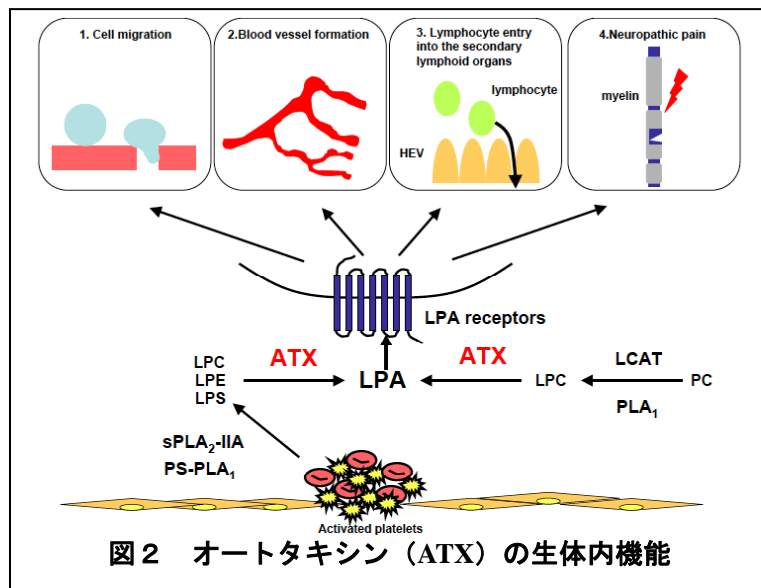 1. Cell migration
2.Blood vessel formation
3. Lymphocyte entry
into the secondary
lymphoid organs
lymphocyte
HEV
4.Neuropathic pain
myelin
LPA receptors
LPC
LPE
LPS
ATX
LPA
ATX
LPC
LCAT
PLA₁
PC
sPLA₂-IIA
PS-PLA₁
Activated platelets
図2 オートタキシン(ATX)の生体内機能